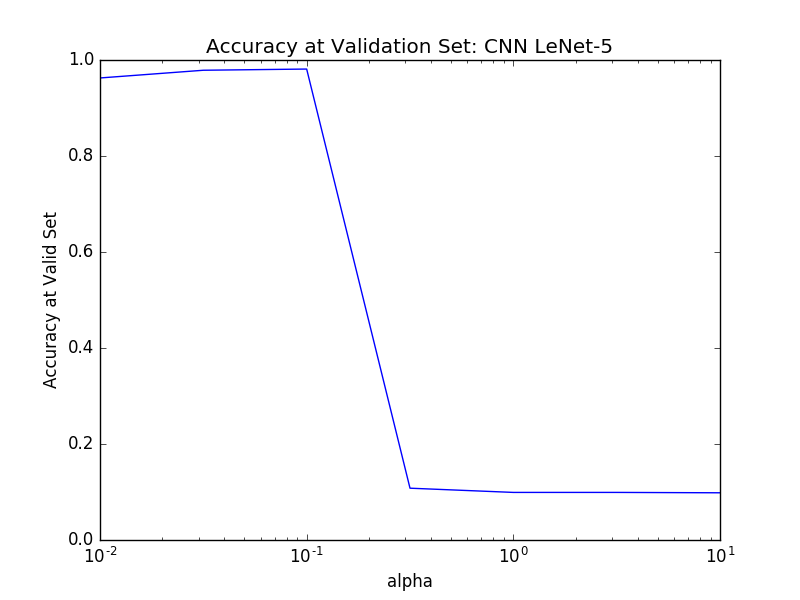 Accuracy at Validation Set: CNN LeNet-5
1.0
0.8
0.6
0.4
0.2
0.0
Accuracy at Valid Set
10^-2 10^-1 10^0 10^1
alpha